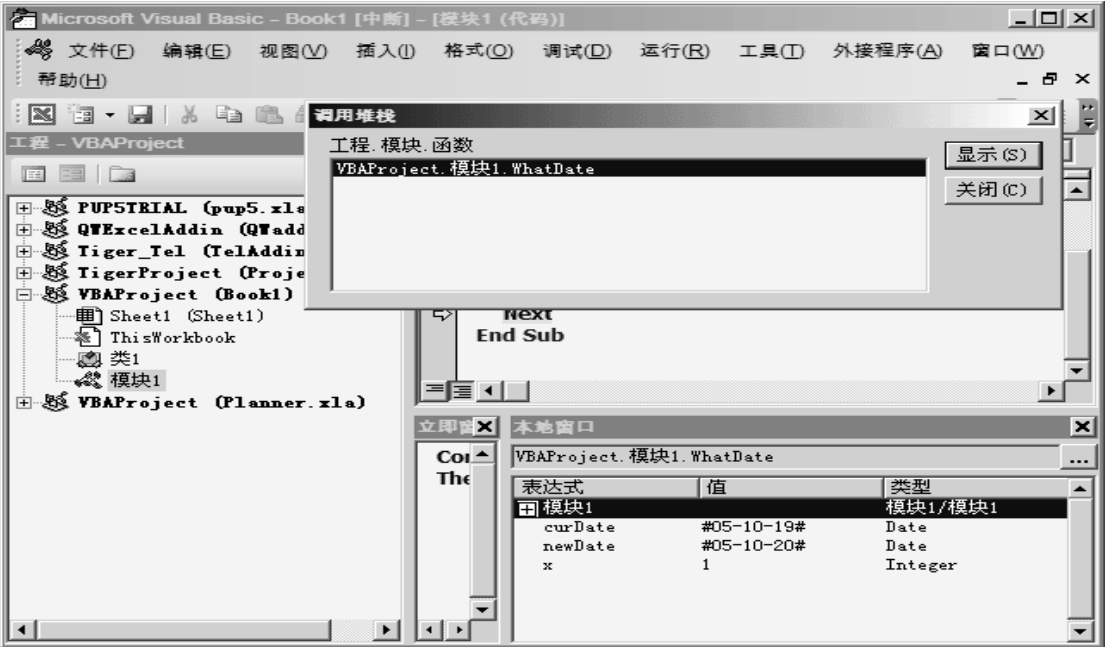 Microsoft Visual Basic - Book1 [中断] - [模块1 (代码)]
文件(F) 编辑(E) 视图(V) 插入(I) 格式(O) 调试(D) 运行(R) 工具(T) 外接程序(A) 窗口(W)
帮助(H)
调用堆栈
工程.模块.函数
VBAProject.模块1.WhatDate
显示(S)
关闭(C)
工程 - VBAProject
PUP5TRIAL (pup5.xla
QWExcelAddin (QWadd
Tiger_Tel (TelAddin
TigerProject (Proje
VBAProject (Book1)
Sheet1 (Sheet1)
ThisWorkbook
类1
模块1
VBAProject (Planner.xla)
Next
End Sub
立即窗
The
本地窗口
VBAProject.模块1.WhatDate
...
表达式 值 类型
模块1 模块1/模块1
curDate #05-10-19# Date
newDate #05-10-20# Date
x 1 Integer